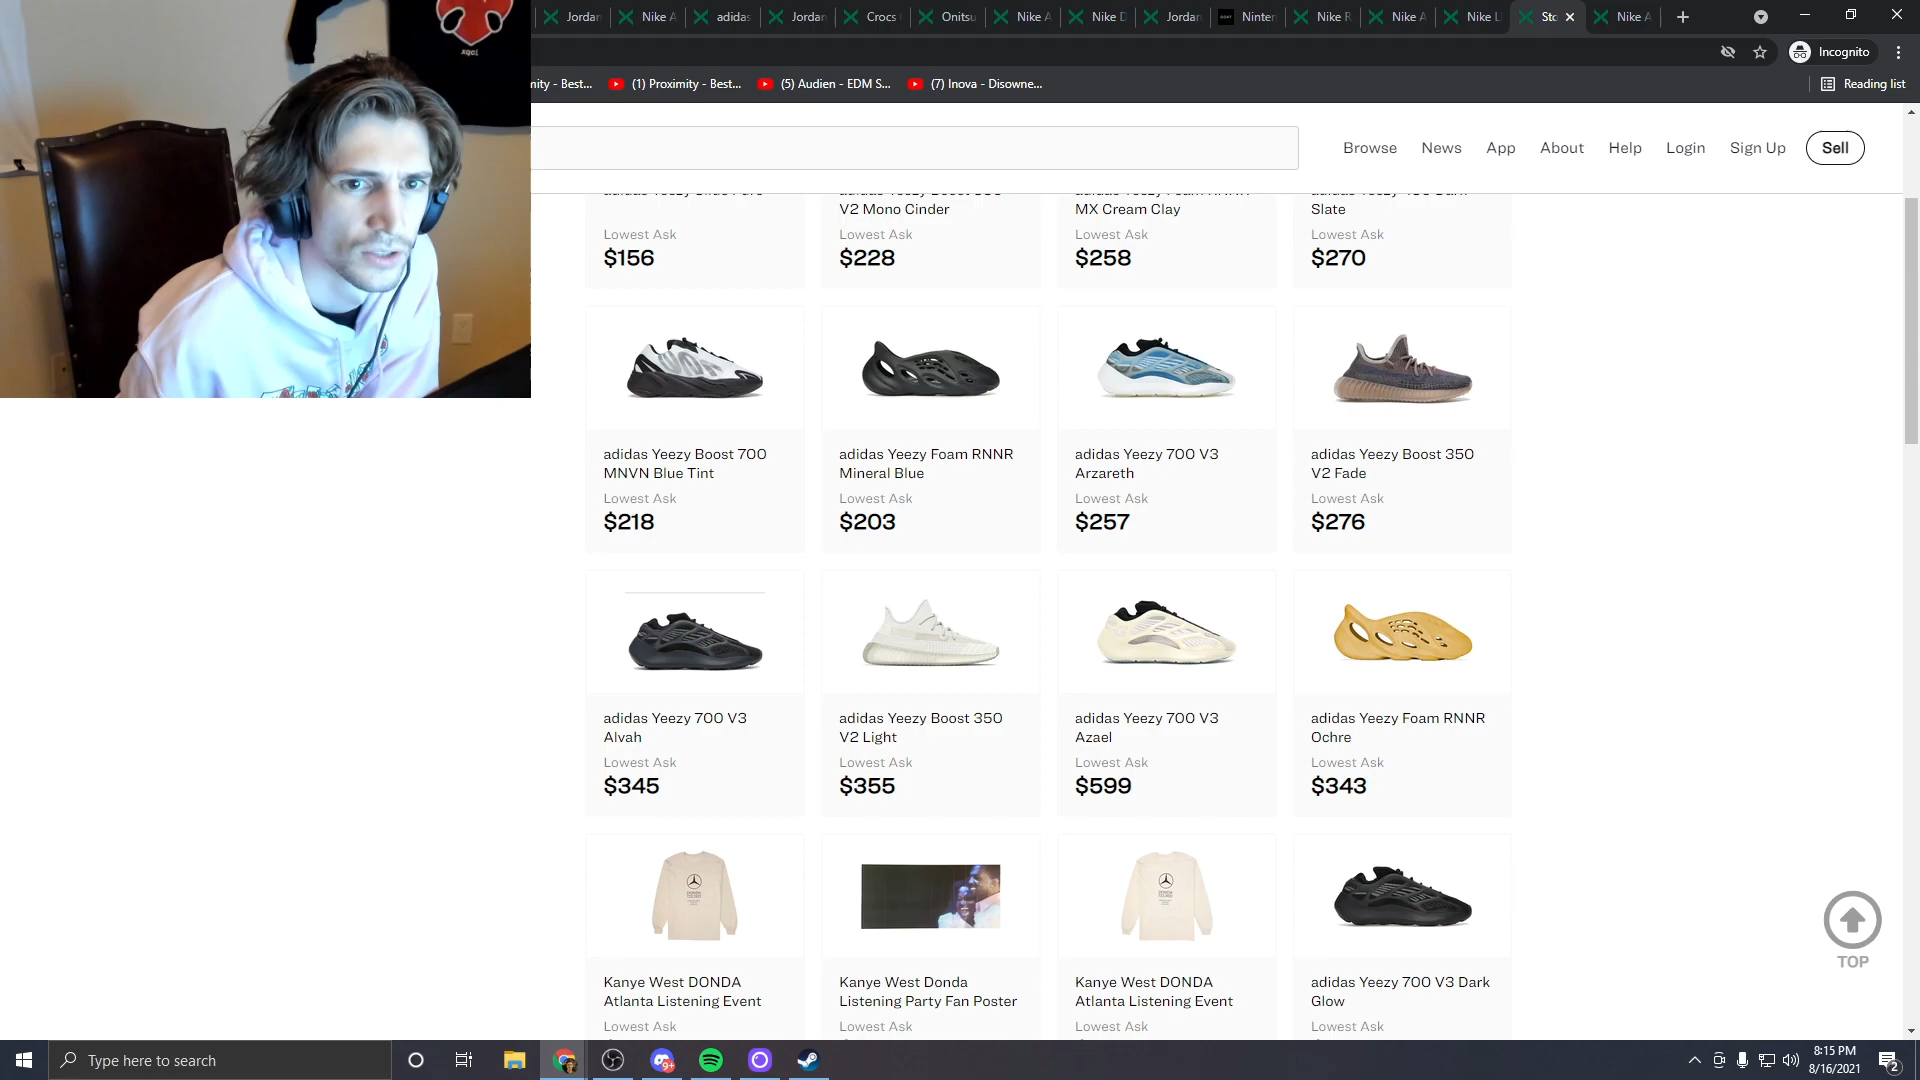 Jordan
Nike A
adidas
Jordan
Crocs
Onitsu
Nike A
Nike D
Jordan
Ninten
Nike R
Nike A
Nike L
Sto
Nike A
Incognito
mity - Best...
(1) Proximity - Best...
(5) Audien - EDM S...
(7) Inova - Disowne...
Reading list
Browse
News
App
About
Help
Login
Sign Up
Sell
V2 Mono Cinder
MX Cream Clay
Slate
Lowest Ask
Lowest Ask
Lowest Ask
Lowest Ask
$156
$228
$258
$270
adidas Yeezy Boost 700
MNVN Blue Tint
Lowest Ask
$218
adidas Yeezy Foam RNNR
Mineral Blue
Lowest Ask
$203
adidas Yeezy 700 V3
Arzareth
Lowest Ask
$257
adidas Yeezy Boost 350
V2 Fade
Lowest Ask
$276
adidas Yeezy 700 V3
Alvah
Lowest Ask
$345
adidas Yeezy Boost 350
V2 Light
Lowest Ask
$355
adidas Yeezy 700 V3
Azael
Lowest Ask
$599
adidas Yeezy Foam RNNR
Ochre
Lowest Ask
$343
Kanye West DONDA
Atlanta Listening Event
Lowest Ask
Kanye West Donda
Listening Party Fan Poster
Lowest Ask
Kanye West DONDA
Atlanta Listening Event
Lowest Ask
adidas Yeezy 700 V3 Dark
Glow
Lowest Ask
TOP
Type here to search
9+
8:15 PM
8/16/2021
2